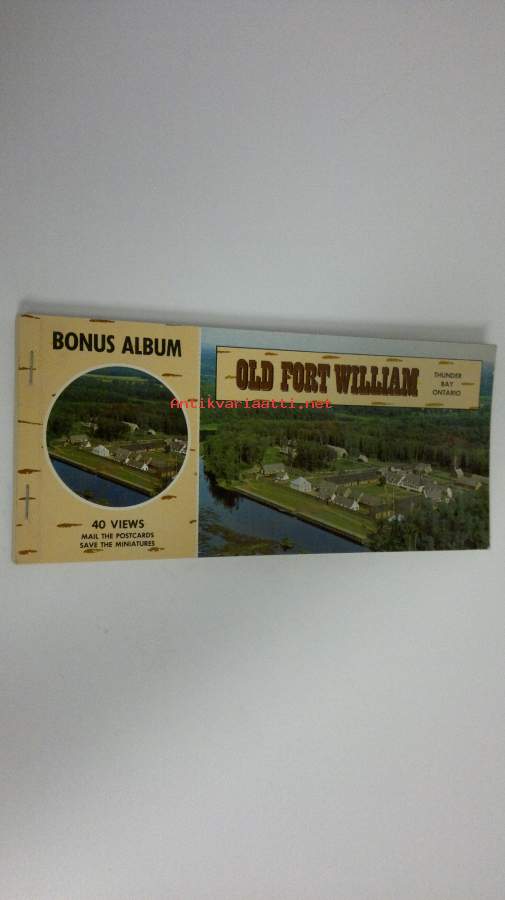 BONUS ALBUM
40 VIEWS
MAIL THE POSTCARDS
SAVE THE MINIATURES
OLD FORT WILLIAM
THUNDER
BAY
ONTARIO
Antikvariaatti.net